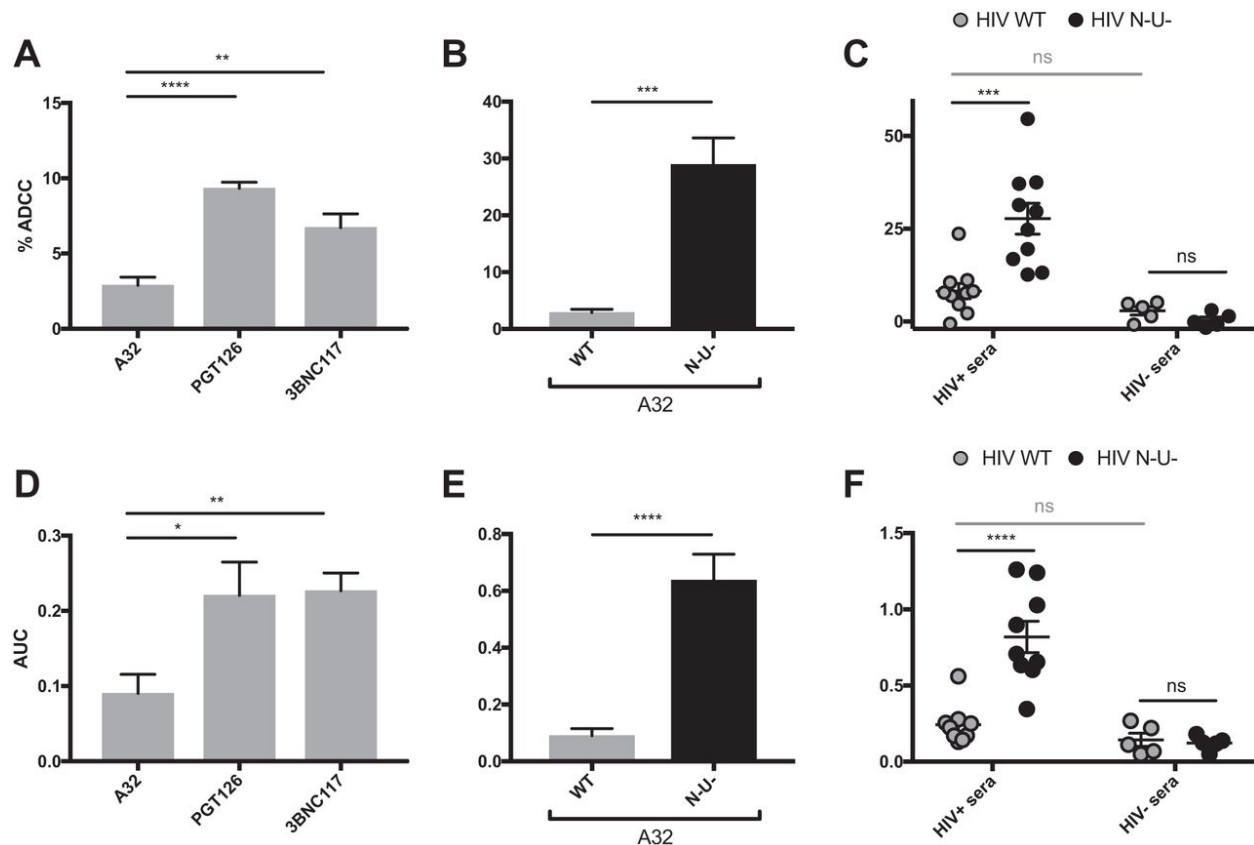 HIV WT HIV N-U-
A B C
**
****
***
ns
***
ns
% ADCC
15
10
5
0
A32
PGT126
3BNC117
40
30
20
10
0
WT
N-U-
A32
50
25
0
HIV+ sera
HIV- sera
HIV WT HIV N-U-
D E F
**
*
****
ns
****
ns
AUC
0.3
0.2
0.1
0.0
A32
PGT126
3BNC117
0.8
0.6
0.4
0.2
0.0
WT
N-U-
A32
1.5
1.0
0.5
0.0
HIV+ sera
HIV- sera